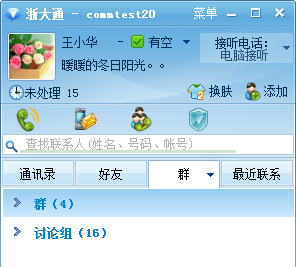 浙大通 - commtest20 菜单
王小华 - 有空 接听电话:
电脑接听
暖暖的冬日阳光。。
未处理 15 换肤 添加
查找联系人(姓名、号码、帐号)
通讯录 好友 群 最近联系
群 (4)
讨论组 (16)